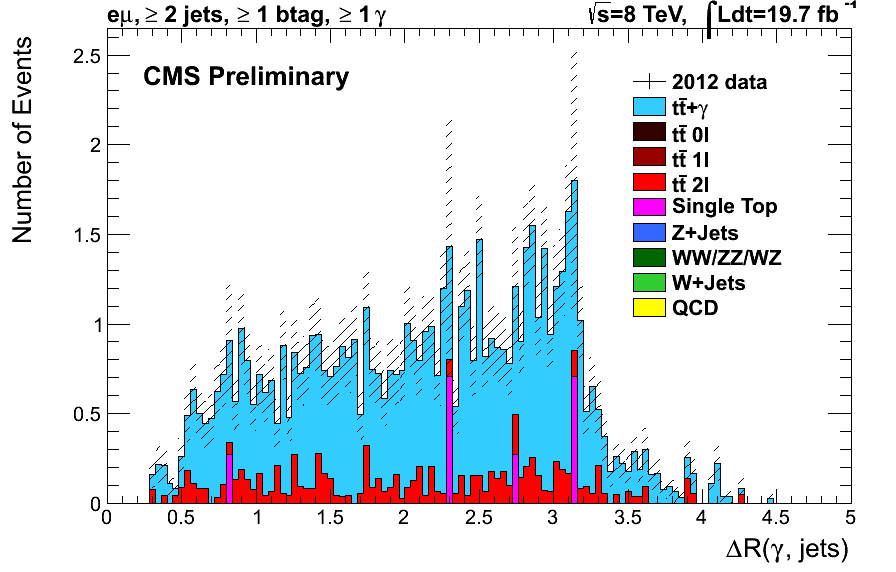 eμ, ≥ 2 jets, ≥ 1 btag, ≥ 1 γ
√s=8 TeV, ∫Ldt=19.7 fb⁻¹
CMS Preliminary
2012 data
tt̄+γ
tt̄ 0l
tt̄ 1l
tt̄ 2l
Single Top
Z+Jets
WW/ZZ/WZ
W+Jets
QCD
Number of Events
2.5
2
1.5
1
0.5
0
0 0.5 1 1.5 2 2.5 3 3.5 4 4.5 5
ΔR(γ, jets)